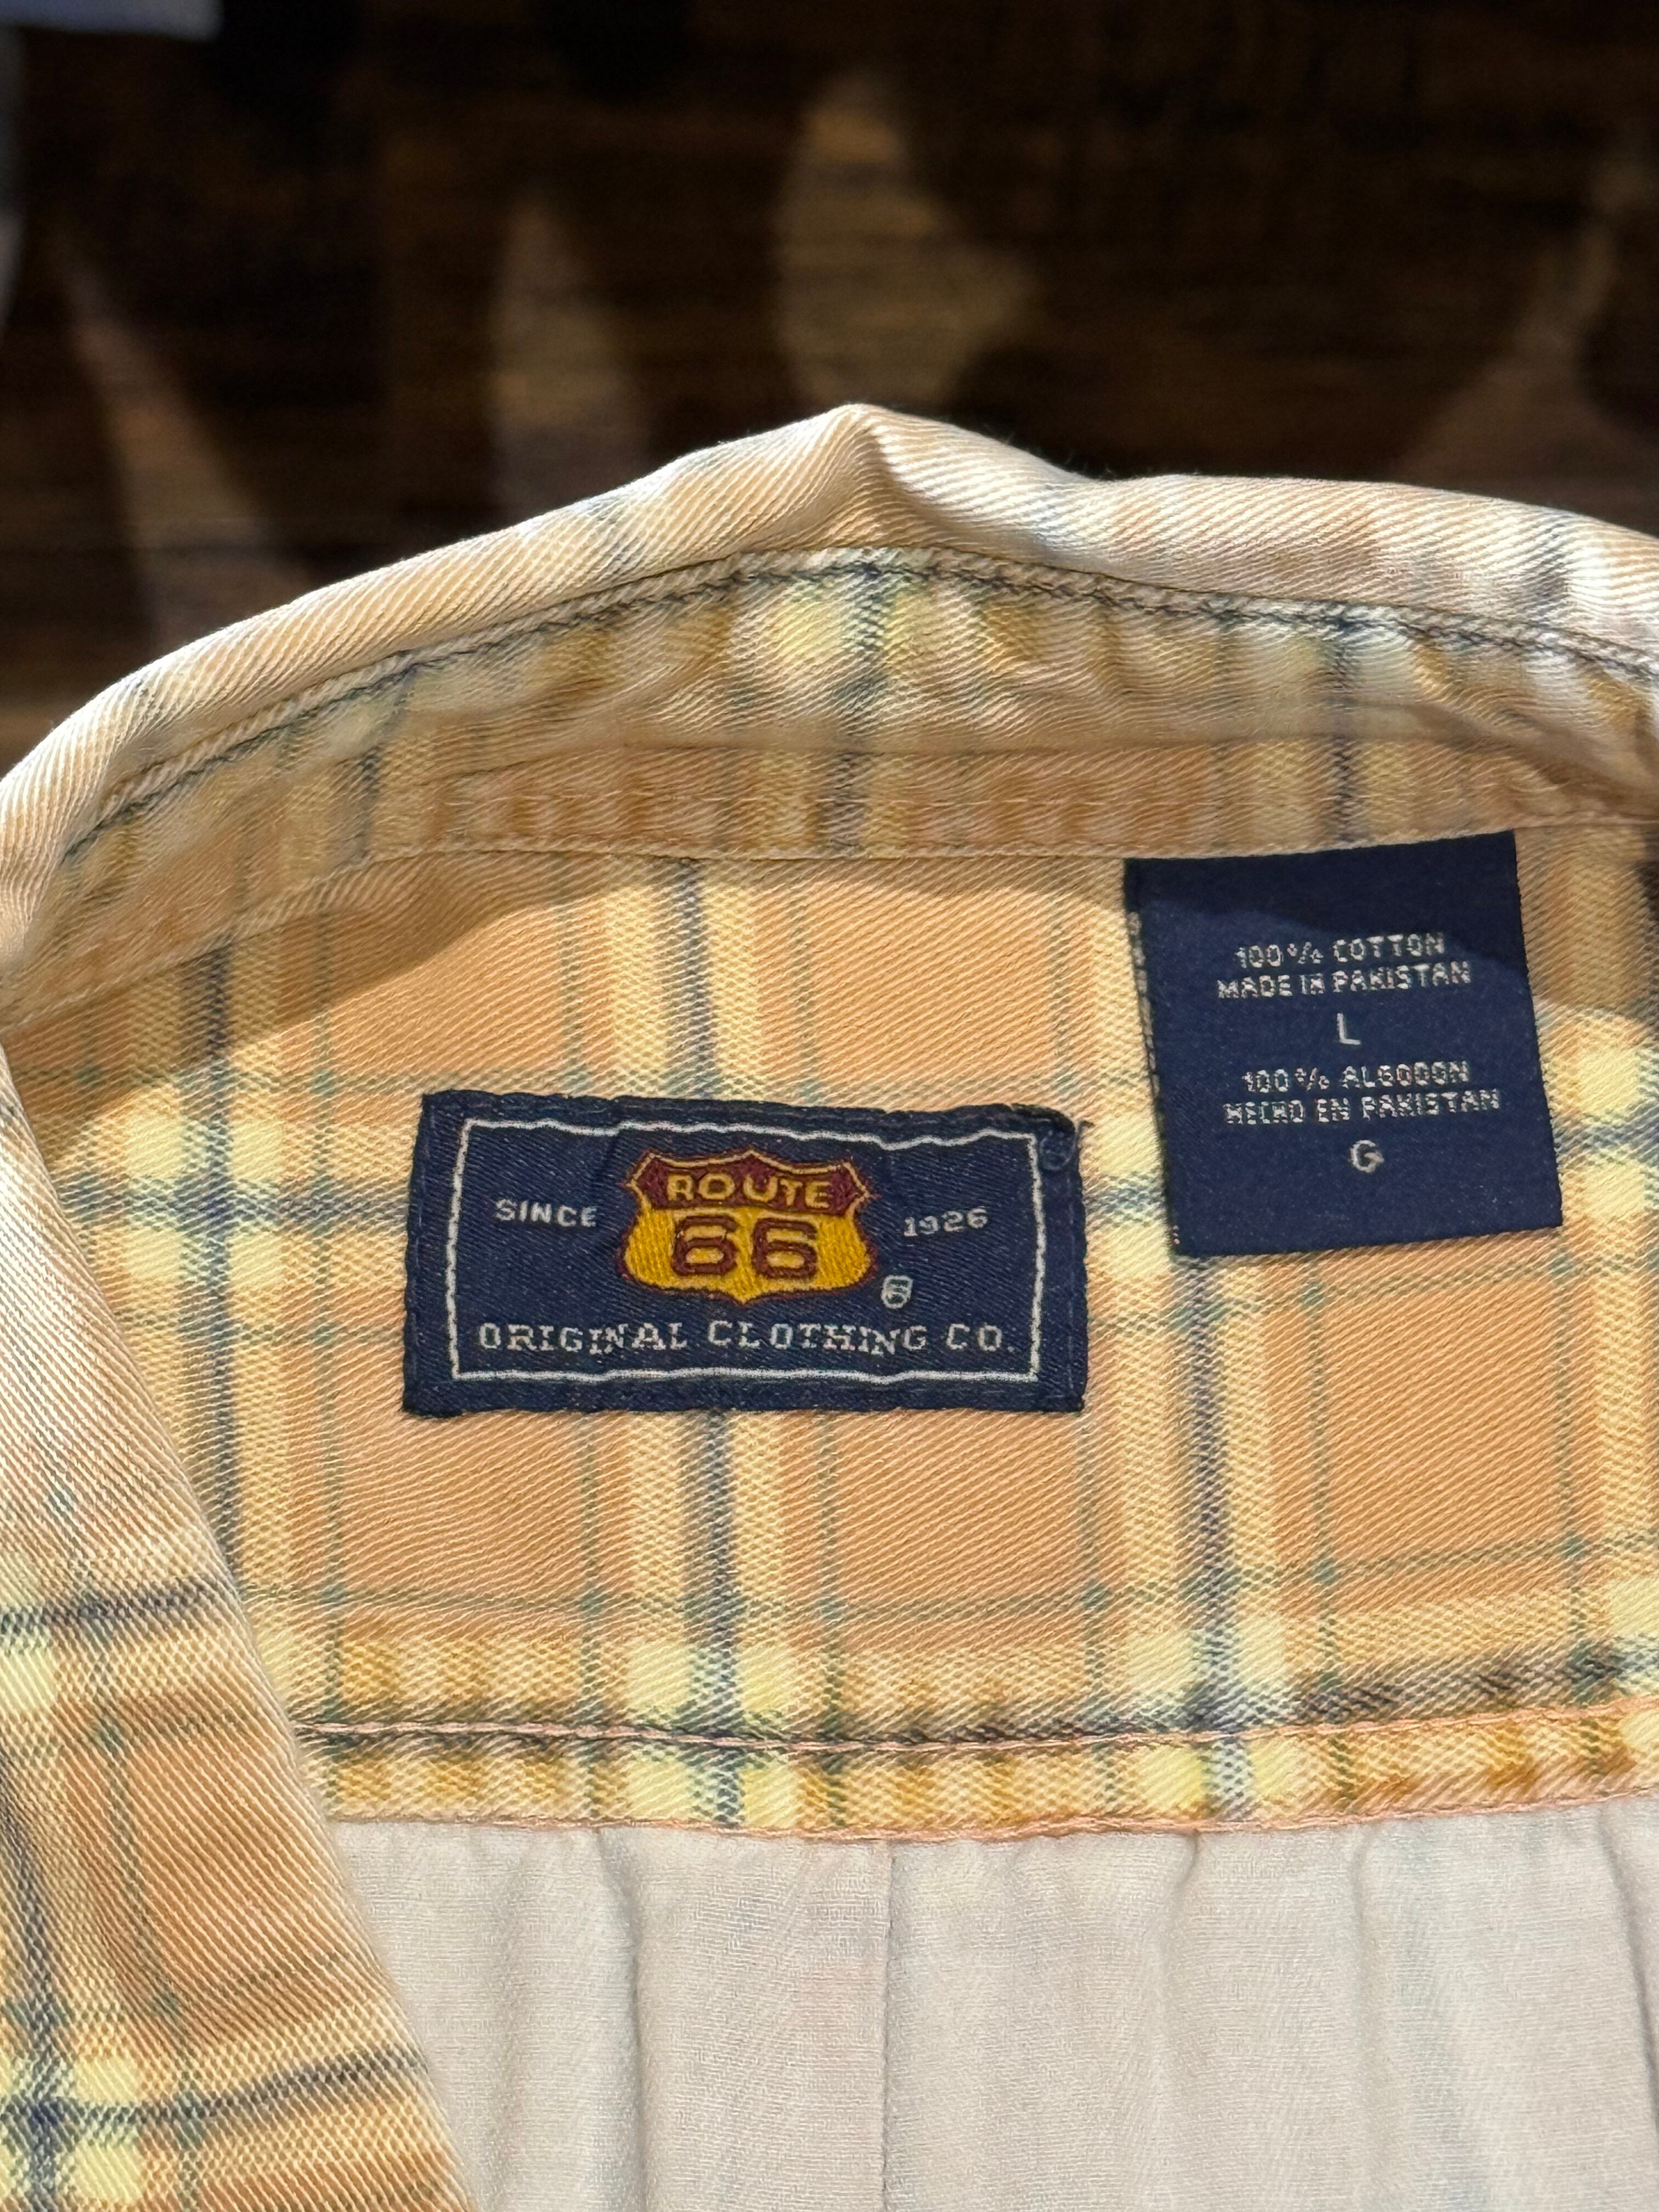 SINCE ROUTE 66 1926
®
ORIGINAL CLOTHING CO.
100% COTTON
MADE IN PAKISTAN
L
100% ALGODON
HECHO EN PAKISTAN
G